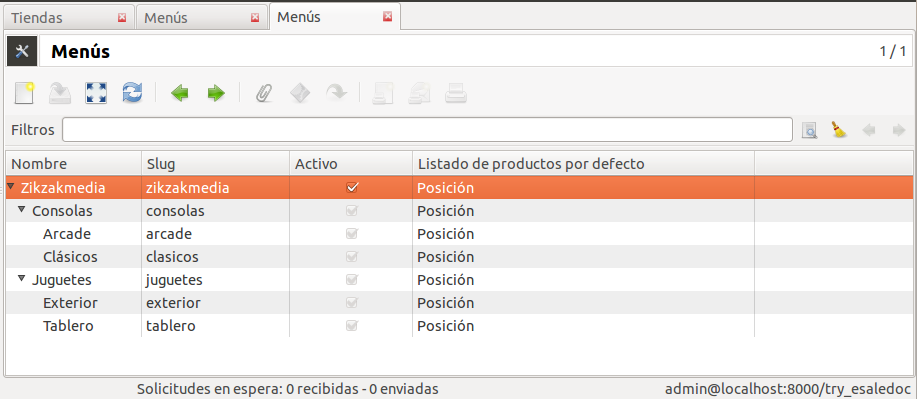 Tiendas Menús Menús
Menús 1 / 1
Filtros
Nombre Slug Activo Listado de productos por defecto
Zikzakmedia zikzakmedia Posición
Consolas consolas Posición
Arcade arcade Posición
Clásicos clasicos Posición
Juguetes juguetes Posición
Exterior exterior Posición
Tablero tablero Posición
Solicitudes en espera: 0 recibidas - 0 enviadas admin@localhost:8000/try_esaledoc